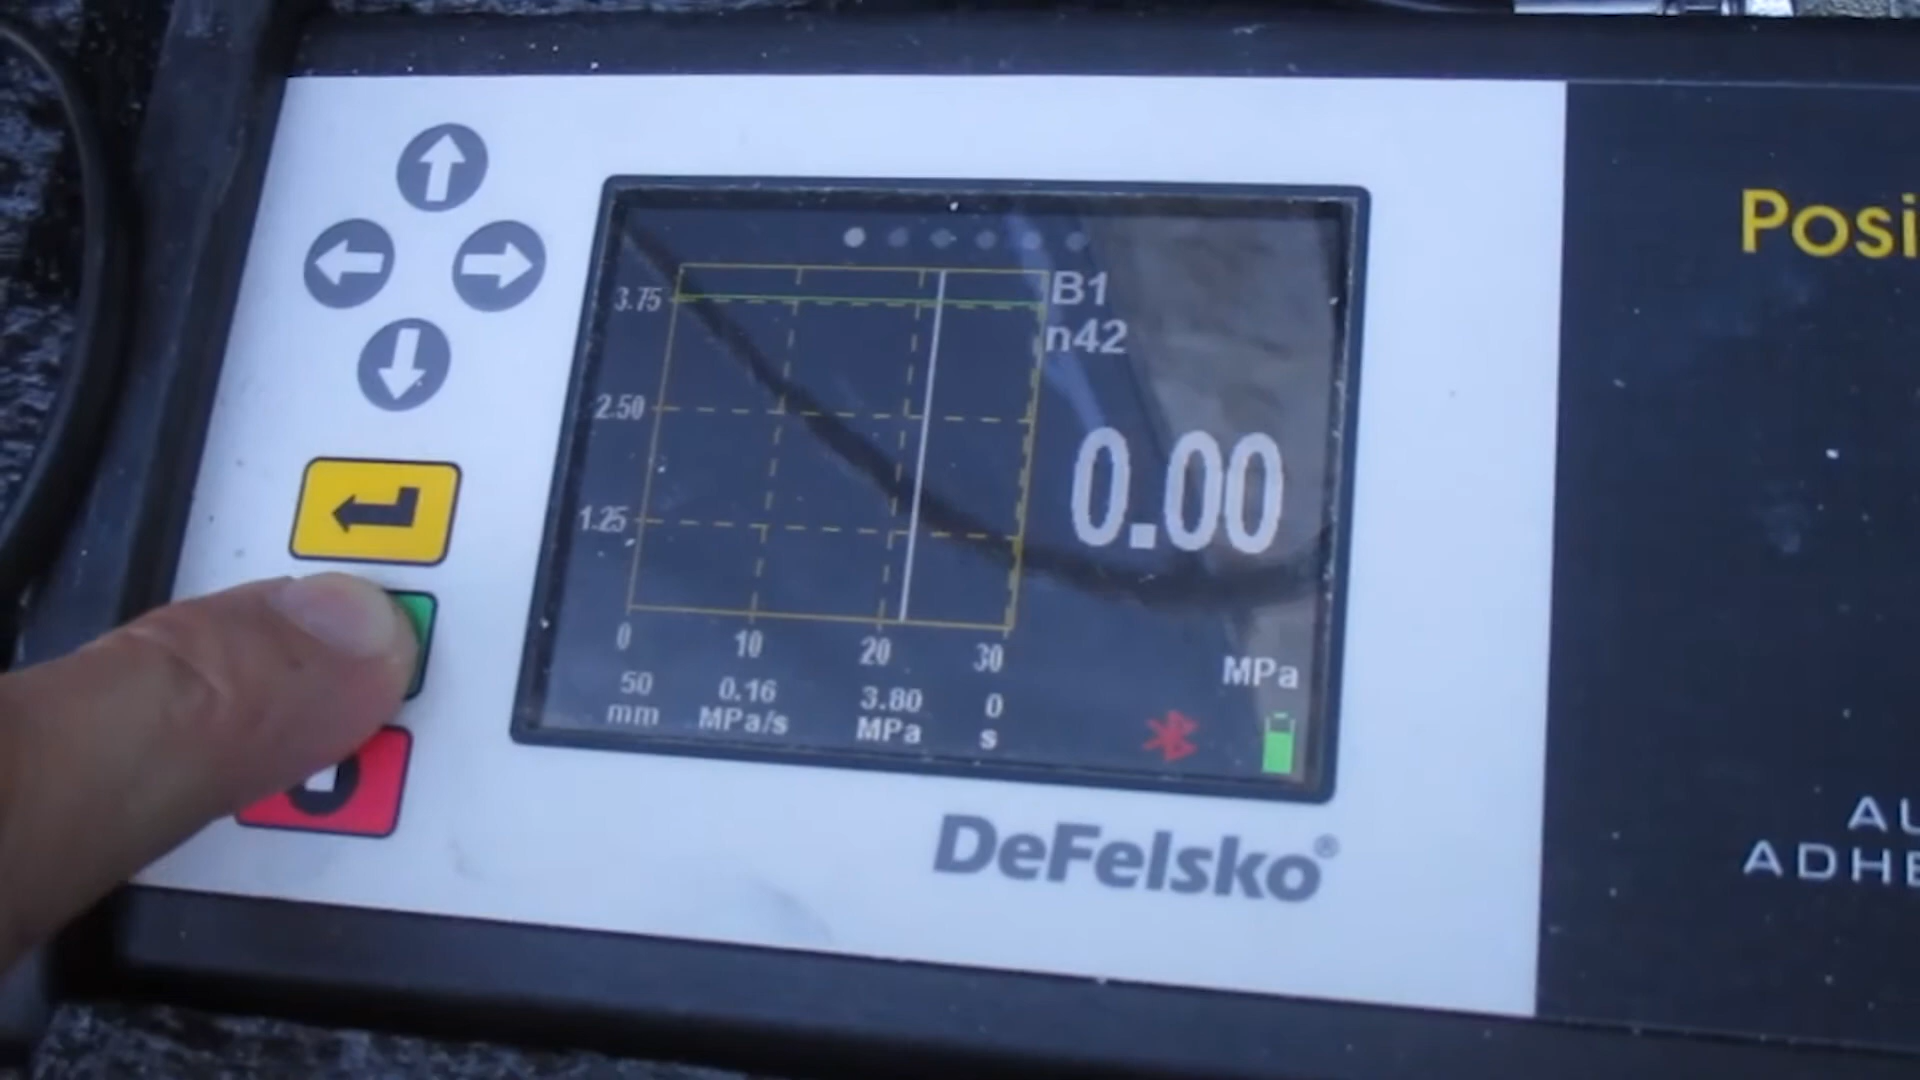 Posi
B1
n42
3.75
2.50
1.25
0.00
MPa
0 10 20 30
50 0.16 3.80 0
mm MPa/s MPa s
DeFelsko®
AU
ADHE